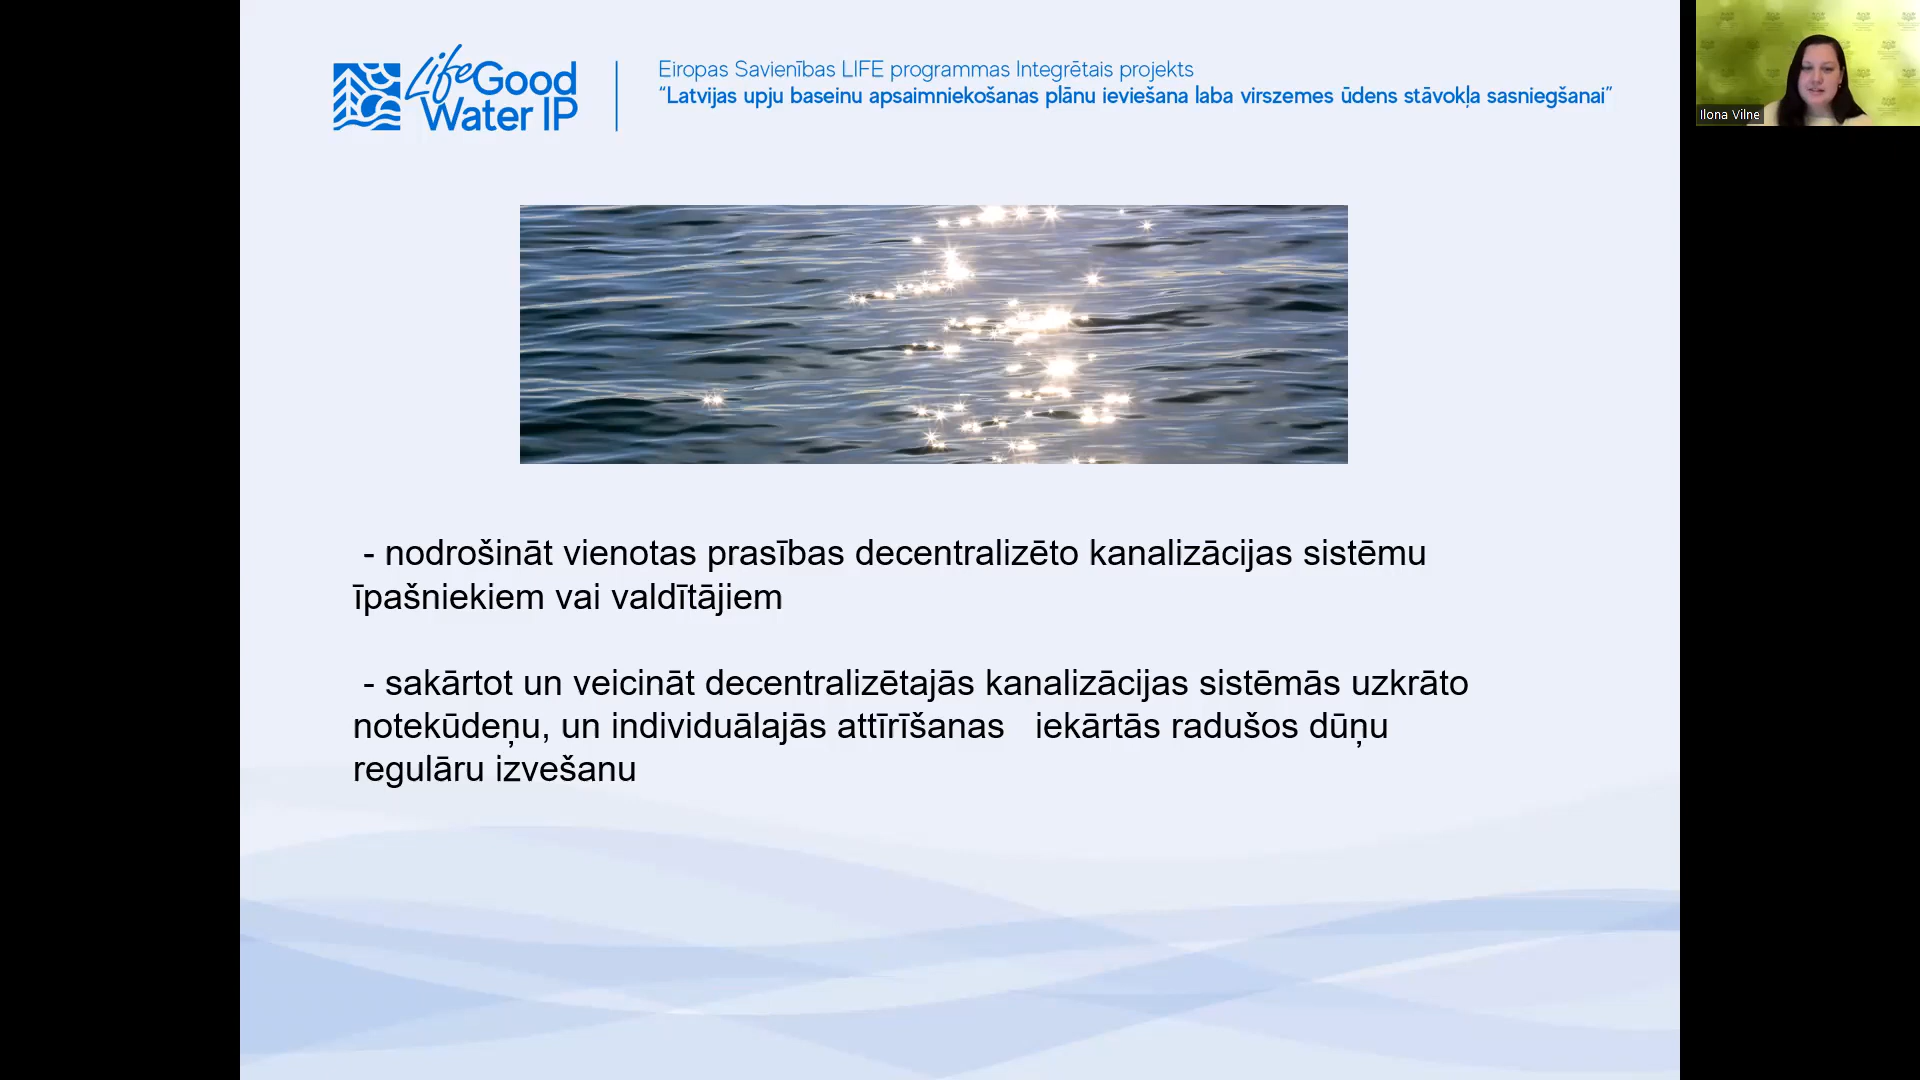 Life Good
Water IP
Eiropas Savienības LIFE programmas Integrētais projekts
“Latvijas upju baseinu apsaimniekošanas plānu ieviešana laba virszemes ūdens stāvokļa sasniegšanai”
Ilona Vilne
- nodrošināt vienotas prasības decentralizēto kanalizācijas sistēmu
īpašniekiem vai valdītājiem
- sakārtot un veicināt decentralizētajās kanalizācijas sistēmās uzkrāto
notekūdeņu, un individuālajās attīrīšanas iekārtās radušos dūņu
regulāru izvešanu